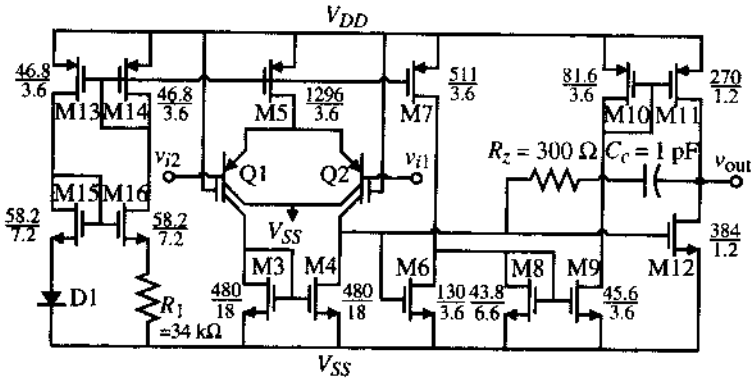 V_DD
46.8/3.6
M13
M14
46.8/3.6
M5
1296/3.6
511/3.6
M7
81.6/3.6
M10
M11
270/1.2
v_i2
Q1
Q2
v_i1
R_z = 300 Ω
C_c = 1 pF
v_out
M15
M16
58.2/7.2
58.2/7.2
V_SS
384/1.2
M12
D1
R_1
=34 kΩ
M3
M4
480/18
480/18
M6
130/3.6
M8
43.8/6.6
M9
45.6/3.6
V_SS